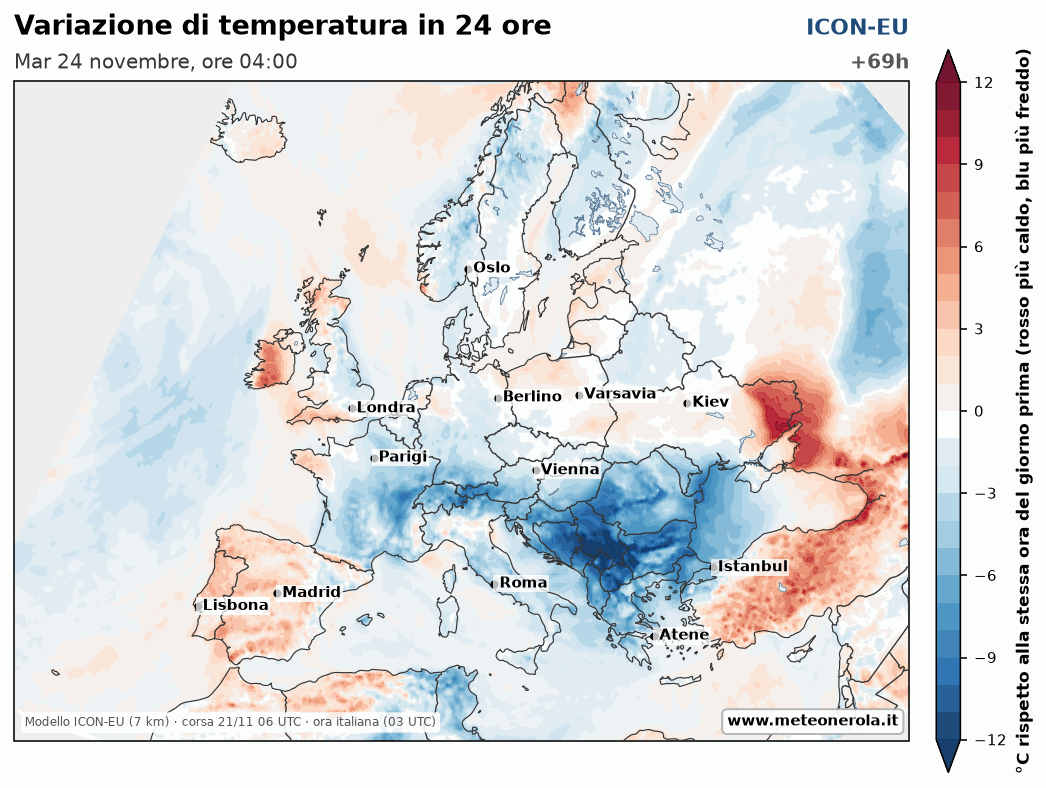 Variazione di temperatura in 24 ore
ICON-EU
Mar 24 novembre, ore 04:00
+69h
Oslo
Londra
Berlino
Varsavia
Kiev
Parigi
Vienna
Istanbul
Roma
Madrid
Lisbona
Atene
Modello ICON-EU (7 km) · corsa 21/11 06 UTC · ora italiana (03 UTC)
www.meteonerola.it
12
9
6
3
0
−3
−6
−9
−12
°C rispetto alla stessa ora del giorno prima (rosso più caldo, blu più freddo)